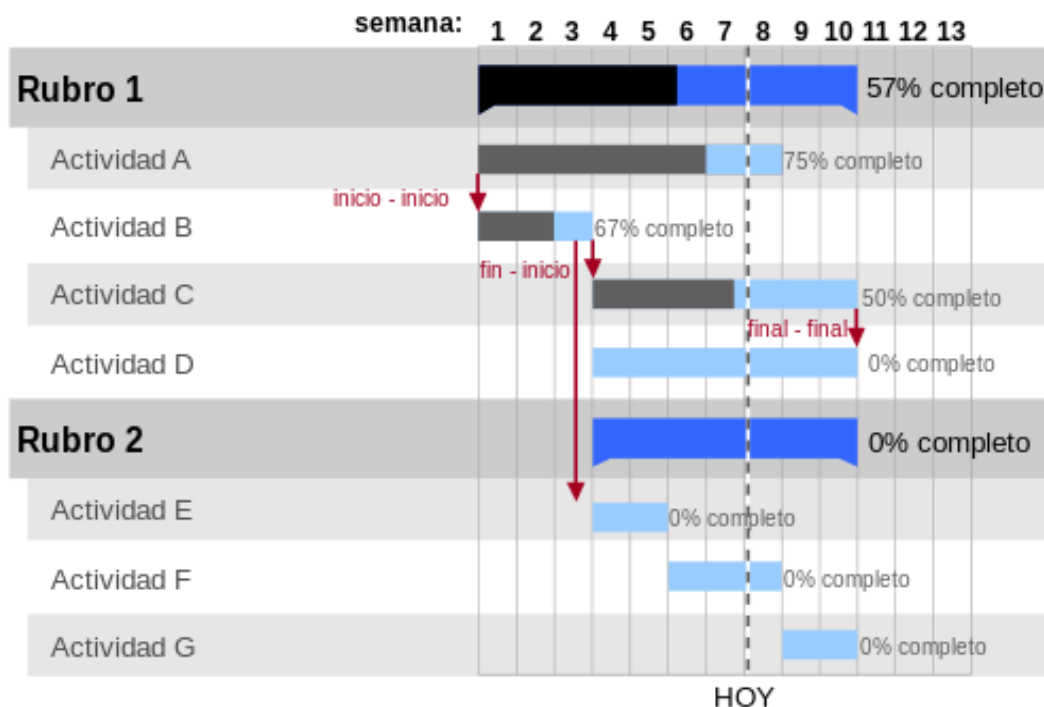 semana: 1 2 3 4 5 6 7 8 9 10 11 12 13
Rubro 1 57% completo
Actividad A 75% completo
inicio - inicio
Actividad B 67% completo
fin - inicio
Actividad C 50% completo
final - final
Actividad D 0% completo
Rubro 2 0% completo
Actividad E 0% completo
Actividad F 0% completo
Actividad G 0% completo
HOY